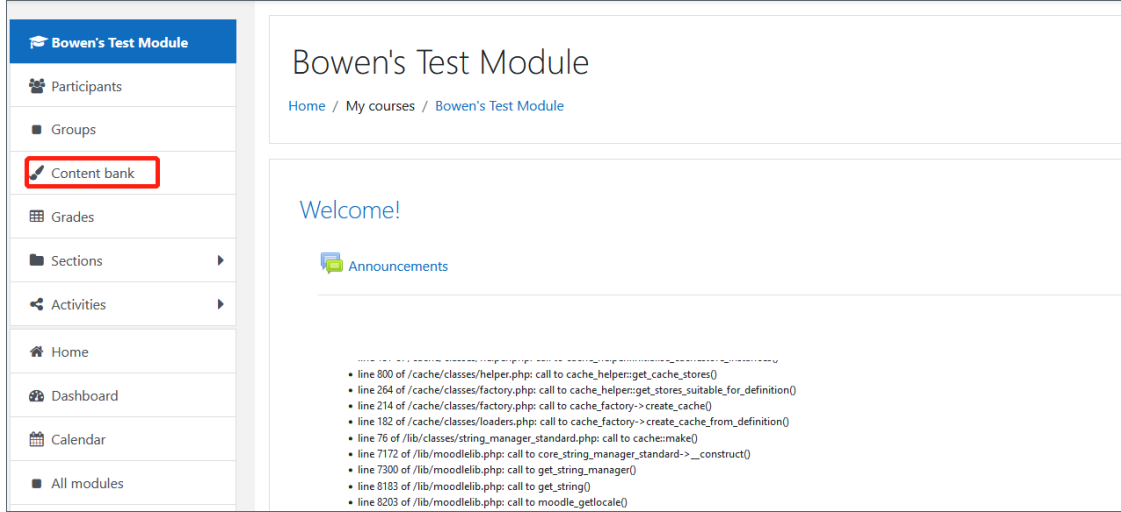 Bowen's Test Module
Participants
Groups
Content bank
Grades
Sections
Activities
Home
Dashboard
Calendar
All modules
Bowen's Test Module
Home / My courses / Bowen's Test Module
Welcome!
Announcements
• line 800 of /cache/classes/helper.php: call to cache_helper::get_cache_stores()
• line 264 of /cache/classes/factory.php: call to cache_helper::get_stores_suitable_for_definition()
• line 214 of /cache/classes/factory.php: call to cache_factory->create_cache()
• line 182 of /cache/classes/loaders.php: call to cache_factory->create_cache_from_definition()
• line 76 of /lib/classes/string_manager_standard.php: call to cache::make()
• line 7172 of /lib/moodlelib.php: call to core_string_manager_standard->__construct()
• line 7300 of /lib/moodlelib.php: call to get_string_manager()
• line 8183 of /lib/moodlelib.php: call to get_string()
• line 8203 of /lib/moodlelib.php: call to moodle_getlocale()